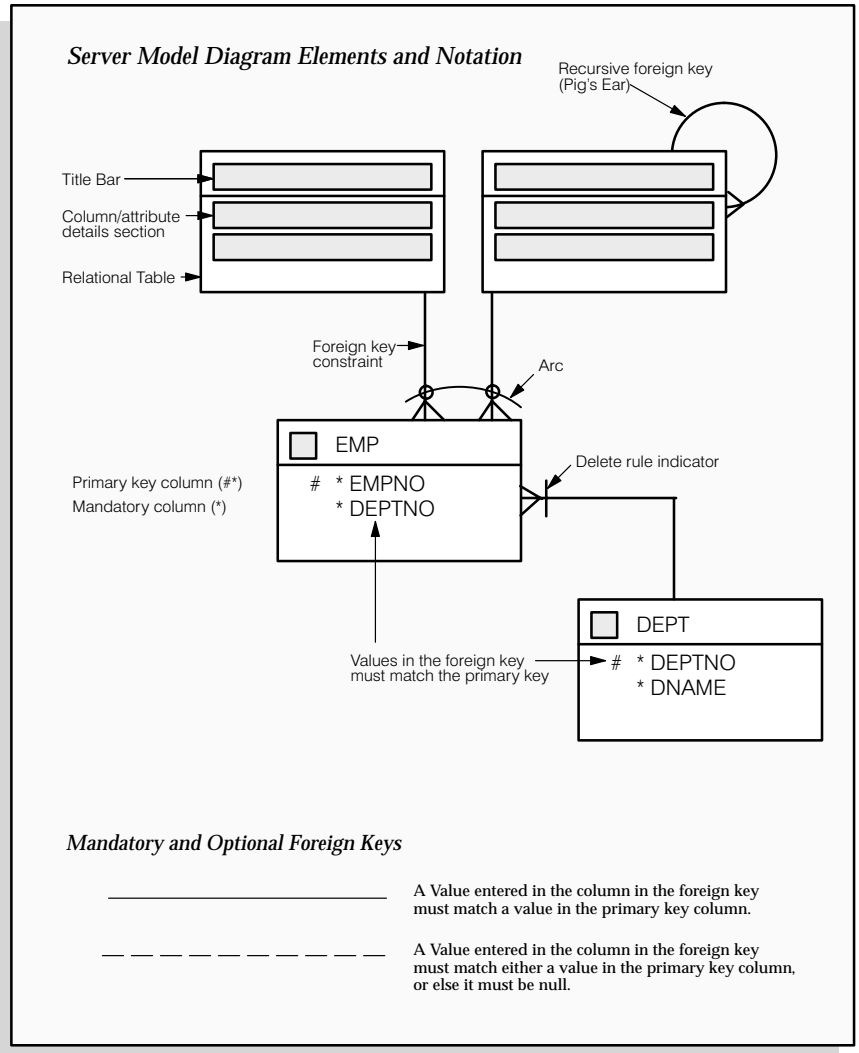 Server Model Diagram Elements and Notation
Recursive foreign key
(Pig's Ear)
Title Bar
Column/attribute
details section
Relational Table
Foreign key
constraint
Arc
EMP
Delete rule indicator
Primary key column (#*)
# * EMPNO
Mandatory column (*)
* DEPTNO
DEPT
Values in the foreign key
must match the primary key
# * DEPTNO
* DNAME
Mandatory and Optional Foreign Keys
A Value entered in the column in the foreign key
must match a value in the primary key column.
A Value entered in the column in the foreign key
must match either a value in the primary key column,
or else it must be null.